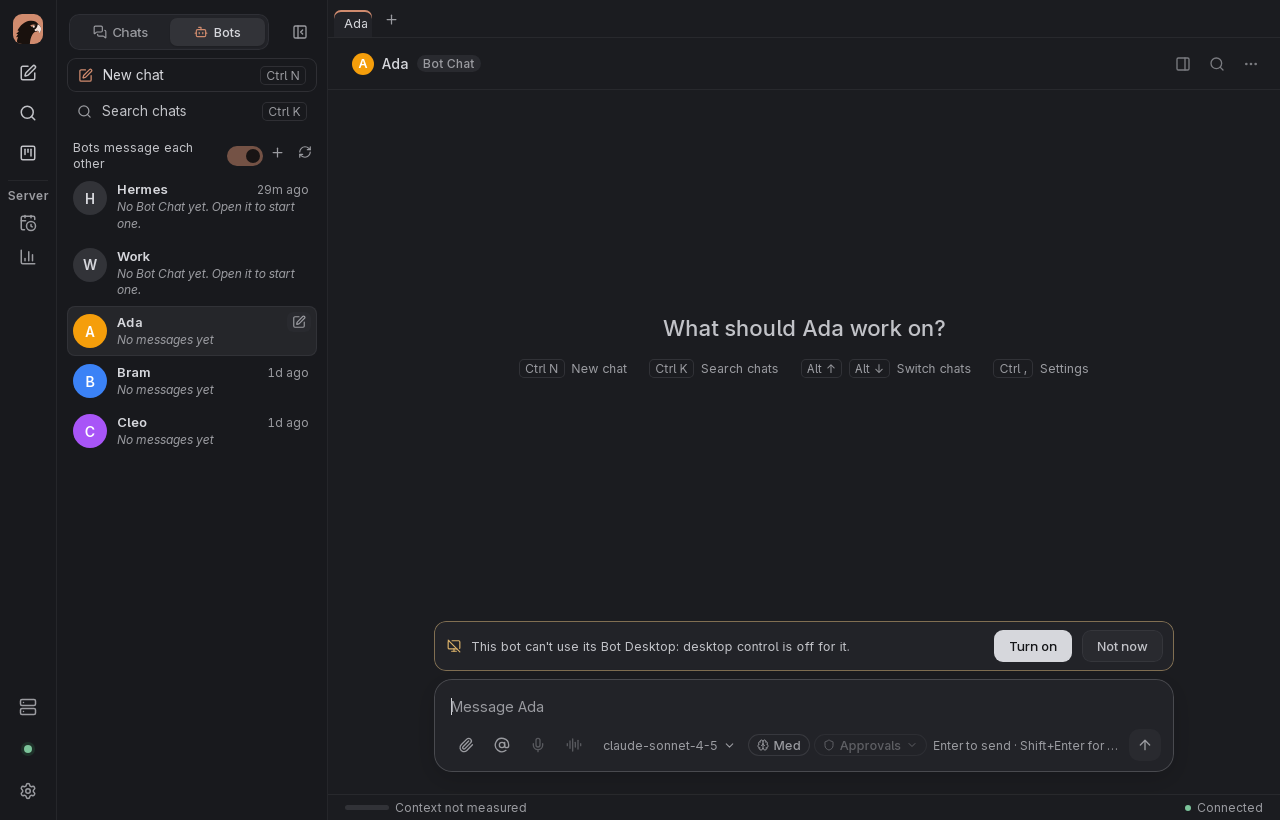 Chats
Bots
New chat
Ctrl N
Search chats
Ctrl K
Bots message each
other
Server
H
Hermes
29m ago
No Bot Chat yet. Open it to start
one.
W
Work
No Bot Chat yet. Open it to start
one.
A
Ada
No messages yet
B
Bram
1d ago
No messages yet
C
Cleo
1d ago
No messages yet
Ada
A
Ada
Bot Chat
What should Ada work on?
Ctrl N New chat Ctrl K Search chats Alt ↑ Alt ↓ Switch chats Ctrl , Settings
This bot can't use its Bot Desktop: desktop control is off for it.
Turn on
Not now
Message Ada
claude-sonnet-4-5
Med
Approvals
Enter to send · Shift+Enter for ...
Context not measured
Connected